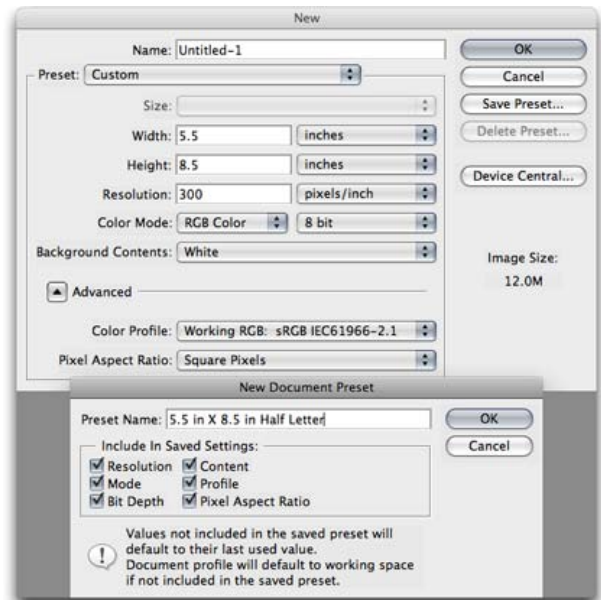 New
Name: Untitled-1
OK
Preset: Custom
Cancel
Size:
Save Preset...
Width: 5.5 inches
Delete Preset...
Height: 8.5 inches
Resolution: 300 pixels/inch
Device Central...
Color Mode: RGB Color 8 bit
Background Contents: White
Image Size:
12.0M
Advanced
Color Profile: Working RGB: sRGB IEC61966-2.1
Pixel Aspect Ratio: Square Pixels
New Document Preset
Preset Name: 5.5 in X 8.5 in Half Letter
OK
Include In Saved Settings:
Cancel
Resolution Content
Mode Profile
Bit Depth Pixel Aspect Ratio
Values not included in the saved preset will
default to their last used value.
Document profile will default to working space
if not included in the saved preset.